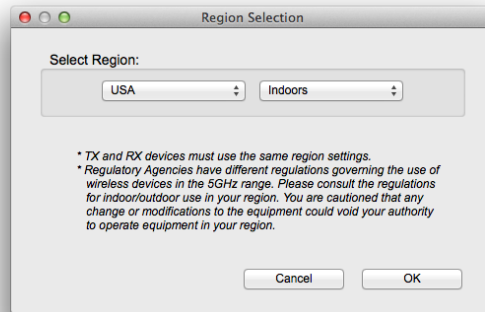 Region Selection
Select Region:
USA Indoors
* TX and RX devices must use the same region settings.
* Regulatory Agencies have different regulations governing the use of
wireless devices in the 5GHz range. Please consult the regulations
for indoor/outdoor use in your region. You are cautioned that any
change or modifications to the equipment could void your authority
to operate equipment in your region.
Cancel OK